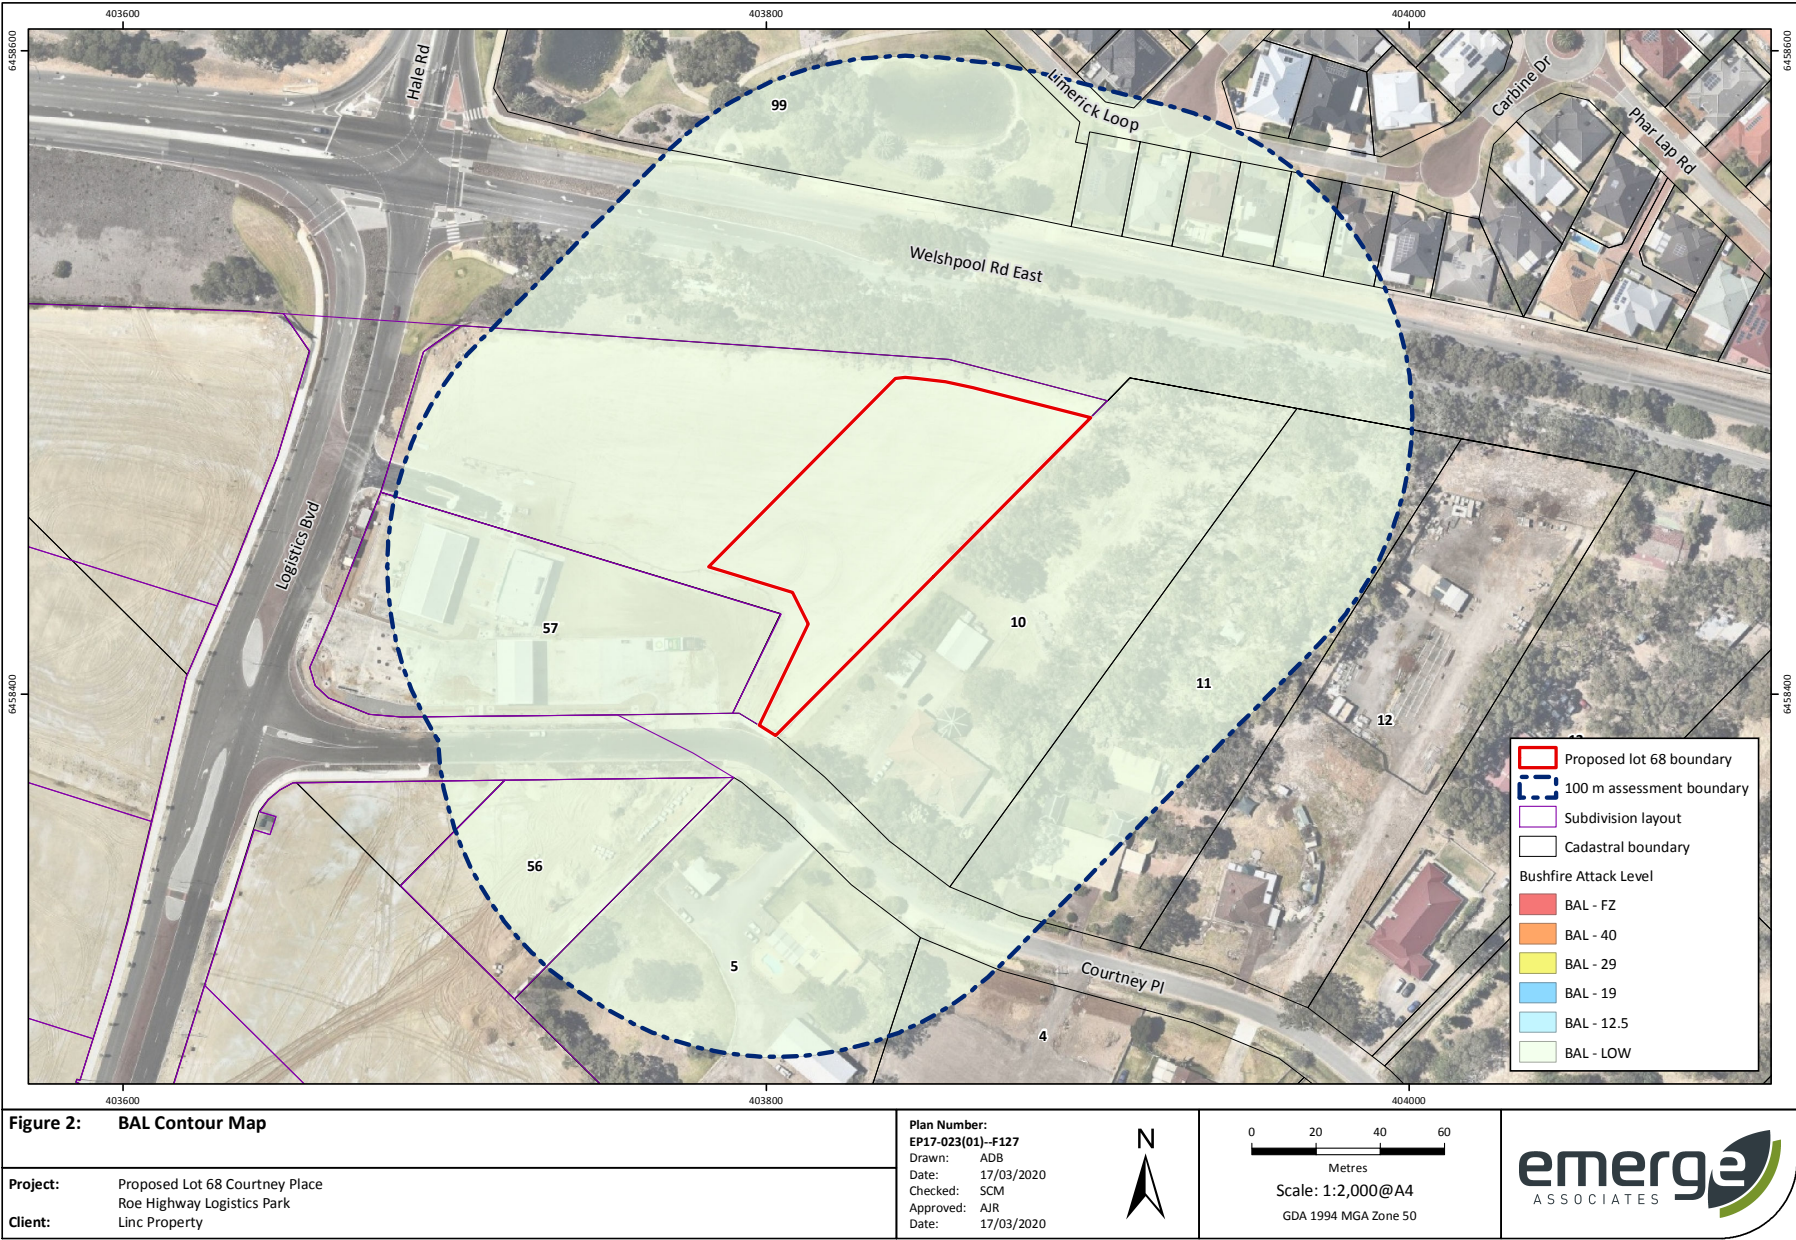 403600
403800
404000
6458600
6458600
Hale Rd
99
Limerick Loop
Carbine Dr
Phar Lap Rd
Welshpool Rd East
Logistics Bvd
57
10
11
12
6458400
6458400
56
5
4
Courtney Pl
Proposed lot 68 boundary
100 m assessment boundary
Subdivision layout
Cadastral boundary
Bushfire Attack Level
BAL - FZ
BAL - 40
BAL - 29
BAL - 19
BAL - 12.5
BAL - LOW
403600
403800
404000
Figure 2: BAL Contour Map
Project: Proposed Lot 68 Courtney Place
Roe Highway Logistics Park
Client: Linc Property
Plan Number:
EP17-023(01)--F127
Drawn: ADB
Date: 17/03/2020
Checked: SCM
Approved: AJR
Date: 17/03/2020
N
0 20 40 60
Metres
Scale: 1:2,000@A4
GDA 1994 MGA Zone 50
emerge
ASSOCIATES